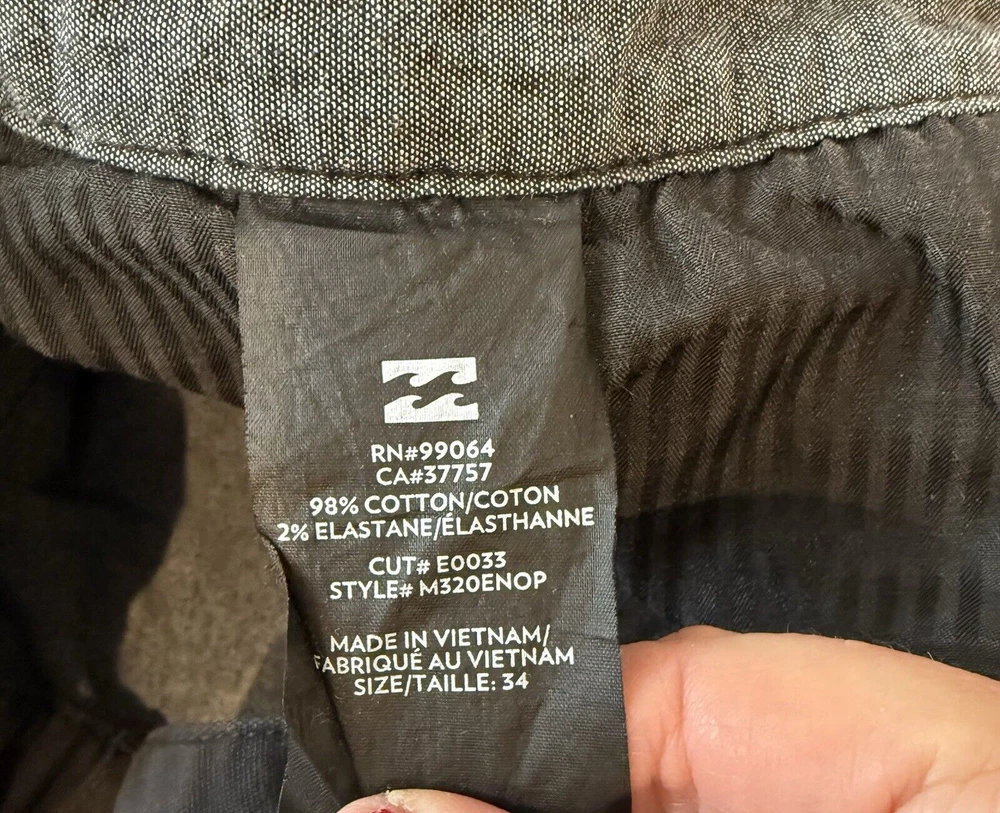 RN#99064
CA#37757
98% COTTON/COTON
2% ELASTANE/ÉLASTHANNE
CUT# E0033
STYLE# M320ENOP
MADE IN VIETNAM/
FABRIQUÉ AU VIETNAM
SIZE/TAILLE: 34